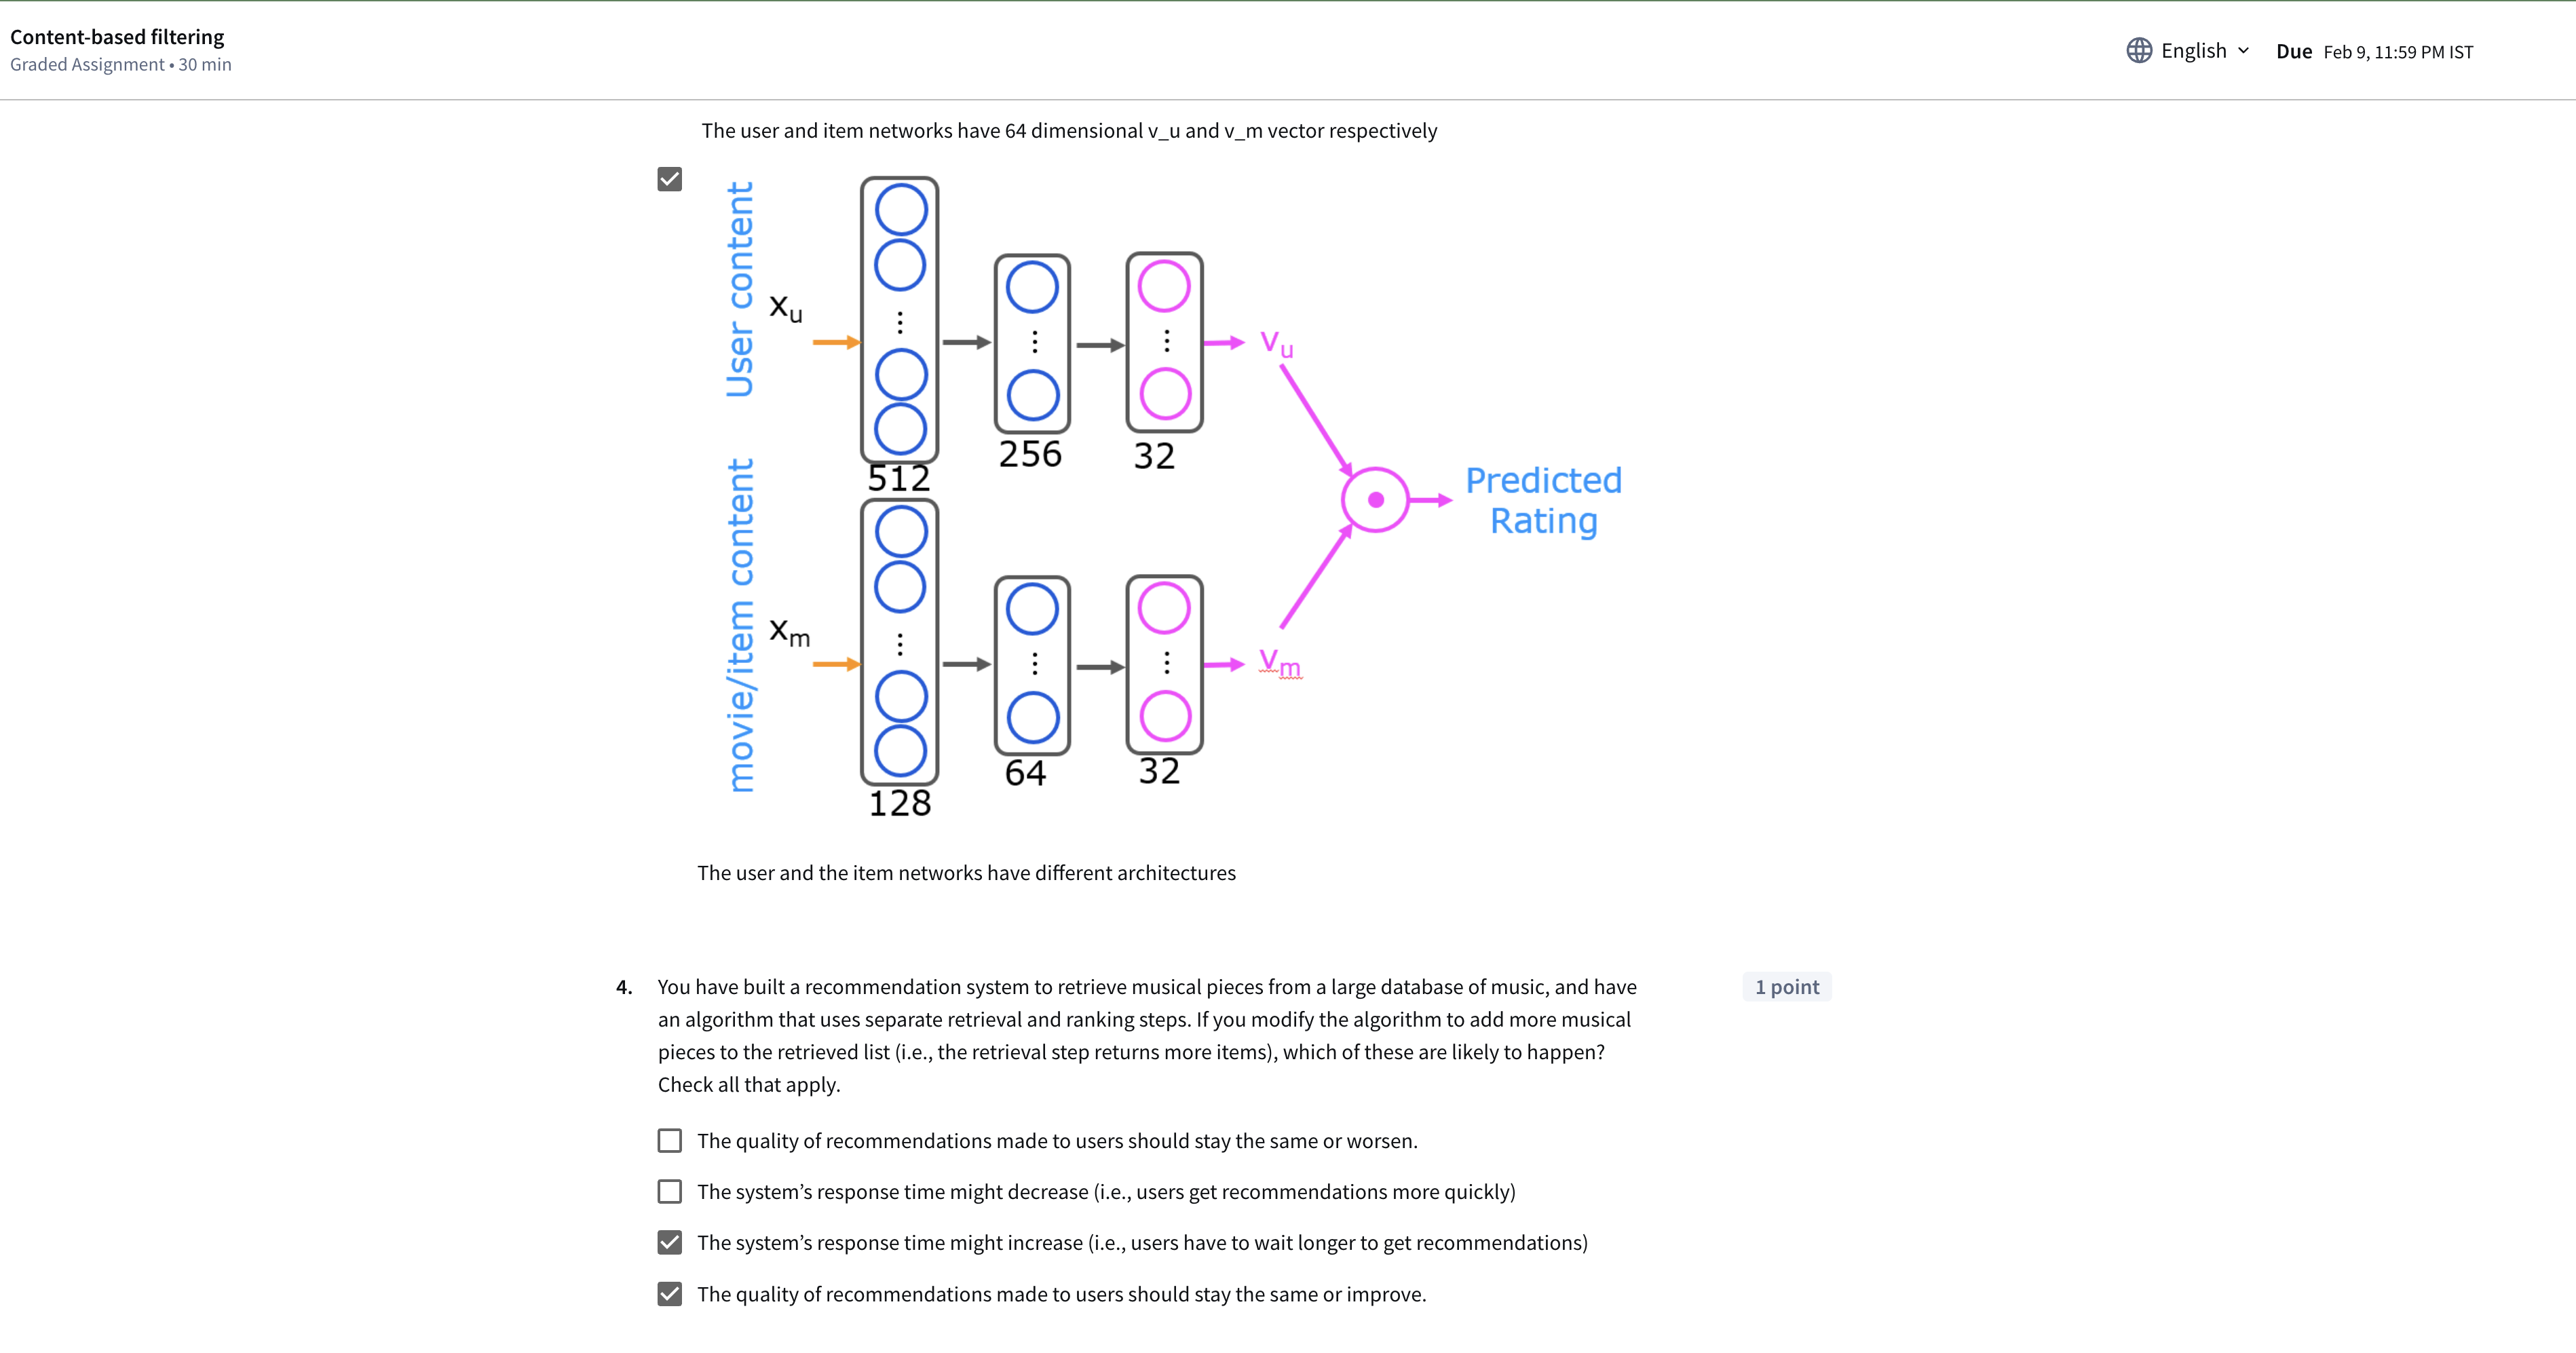 Content-based filtering
Graded Assignment • 30 min
English
Due Feb 9, 11:59 PM IST
The user and item networks have 64 dimensional v_u and v_m vector respectively
User content
xu
512
256
32
vu
Predicted
Rating
movie/item content
xm
128
64
32
vm
The user and the item networks have different architectures
4. You have built a recommendation system to retrieve musical pieces from a large database of music, and have
1 point
an algorithm that uses separate retrieval and ranking steps. If you modify the algorithm to add more musical
pieces to the retrieved list (i.e., the retrieval step returns more items), which of these are likely to happen?
Check all that apply.
The quality of recommendations made to users should stay the same or worsen.
The system’s response time might decrease (i.e., users get recommendations more quickly)
The system’s response time might increase (i.e., users have to wait longer to get recommendations)
The quality of recommendations made to users should stay the same or improve.